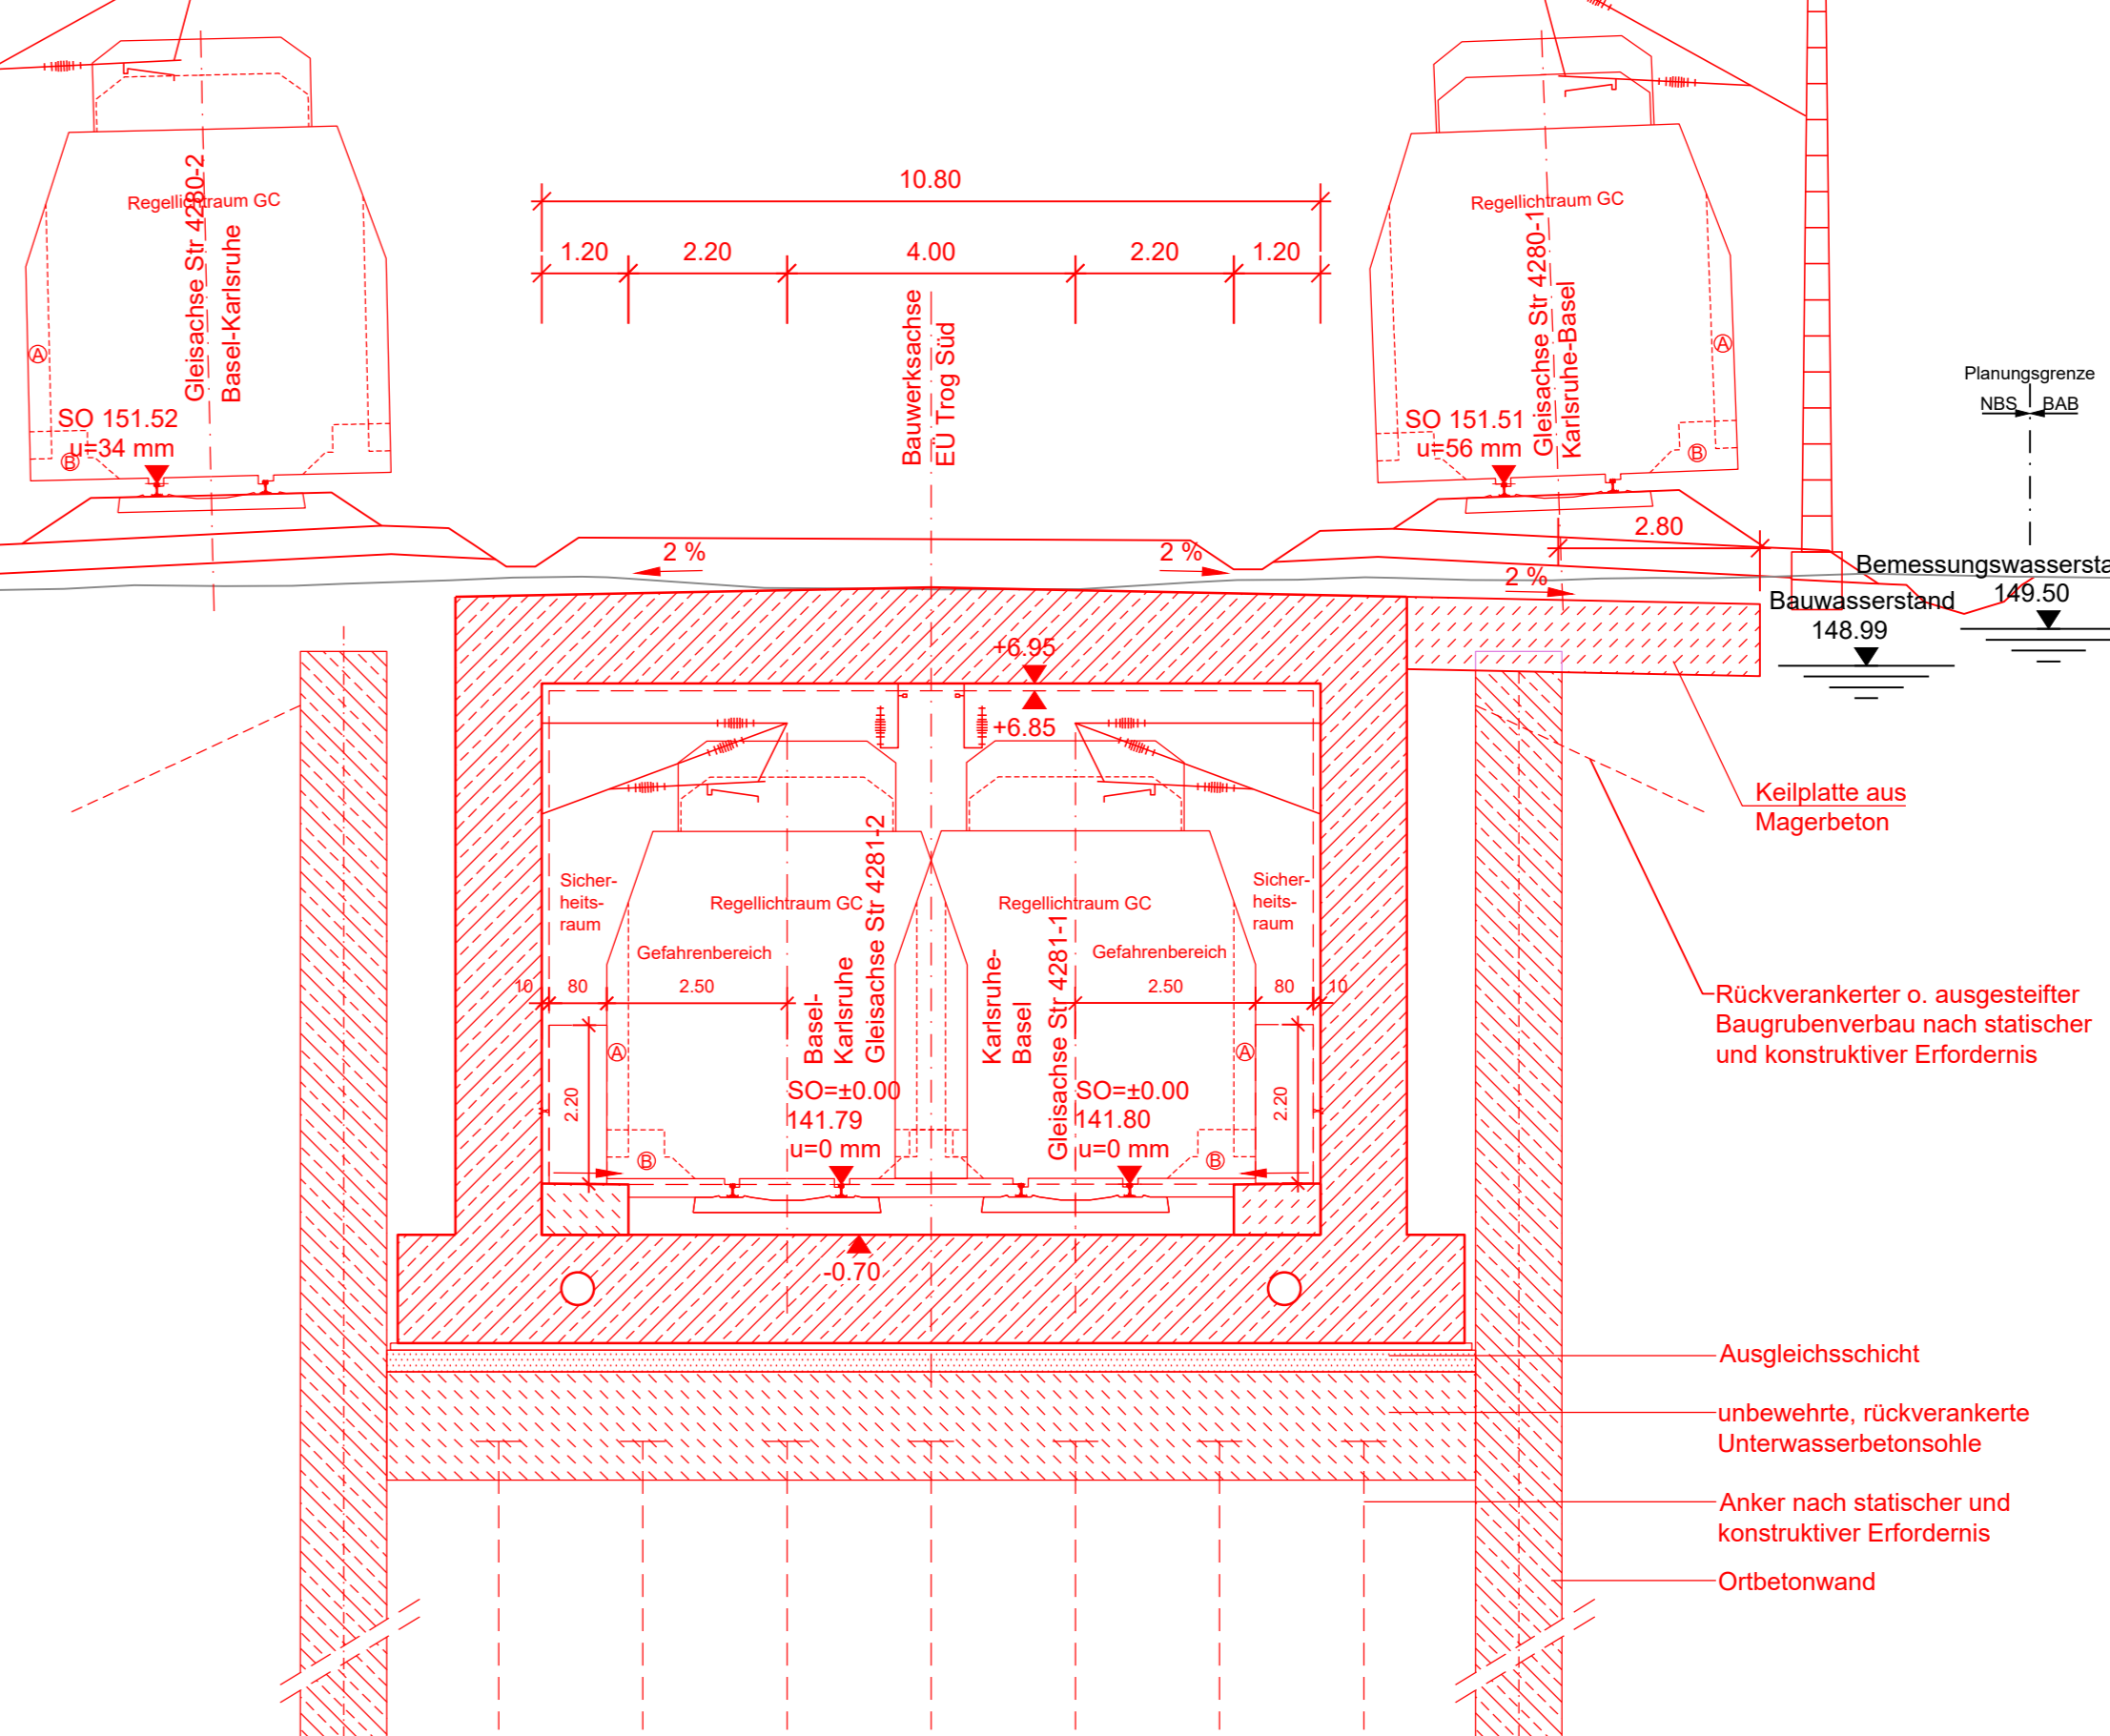 Gleisachse Str 4280-2
Basel-Karlsruhe
Regellichtraum GC
A
B
SO 151.52
u=34 mm
10.80
1.20
2.20
4.00
2.20
1.20
Bauwerksachse
EÜ Trog Süd
Gleisachse Str 4280-1
Karlsruhe-Basel
Regellichtraum GC
A
B
SO 151.51
u=56 mm
2.80
Planungsgrenze
NBS
BAB
2 %
2 %
2 %
Bemessungswassersta
149.50
Bauwasserstand
148.99
+6.95
+6.85
Keilplatte aus
Magerbeton
Sicher-
heits-
raum
Regellichtraum GC
Gefahrenbereich
10
80
2.50
Basel-
Karlsruhe
Gleisachse Str 4281-2
Regellichtraum GC
Gefahrenbereich
Karlsruhe-
Basel
Gleisachse Str 4281-1
2.50
80
10
Sicher-
heits-
raum
A
A
2.20
2.20
SO=±0.00
141.79
u=0 mm
SO=±0.00
141.80
u=0 mm
B
B
-0.70
Rückverankerter o. ausgesteifter
Baugrubenverbau nach statischer
und konstruktiver Erfordernis
Ausgleichsschicht
unbewehrte, rückverankerte
Unterwasserbetonsohle
Anker nach statischer und
konstruktiver Erfordernis
Ortbetonwand